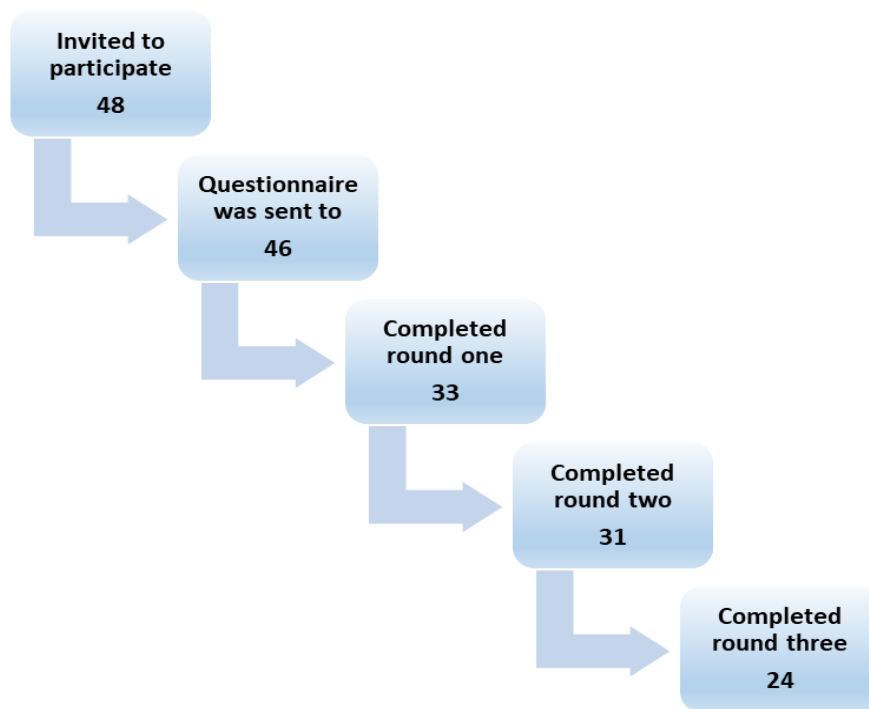 Invited to
participate
48
Questionnaire
was sent to
46
Completed
round one
33
Completed
round two
31
Completed
round three
24